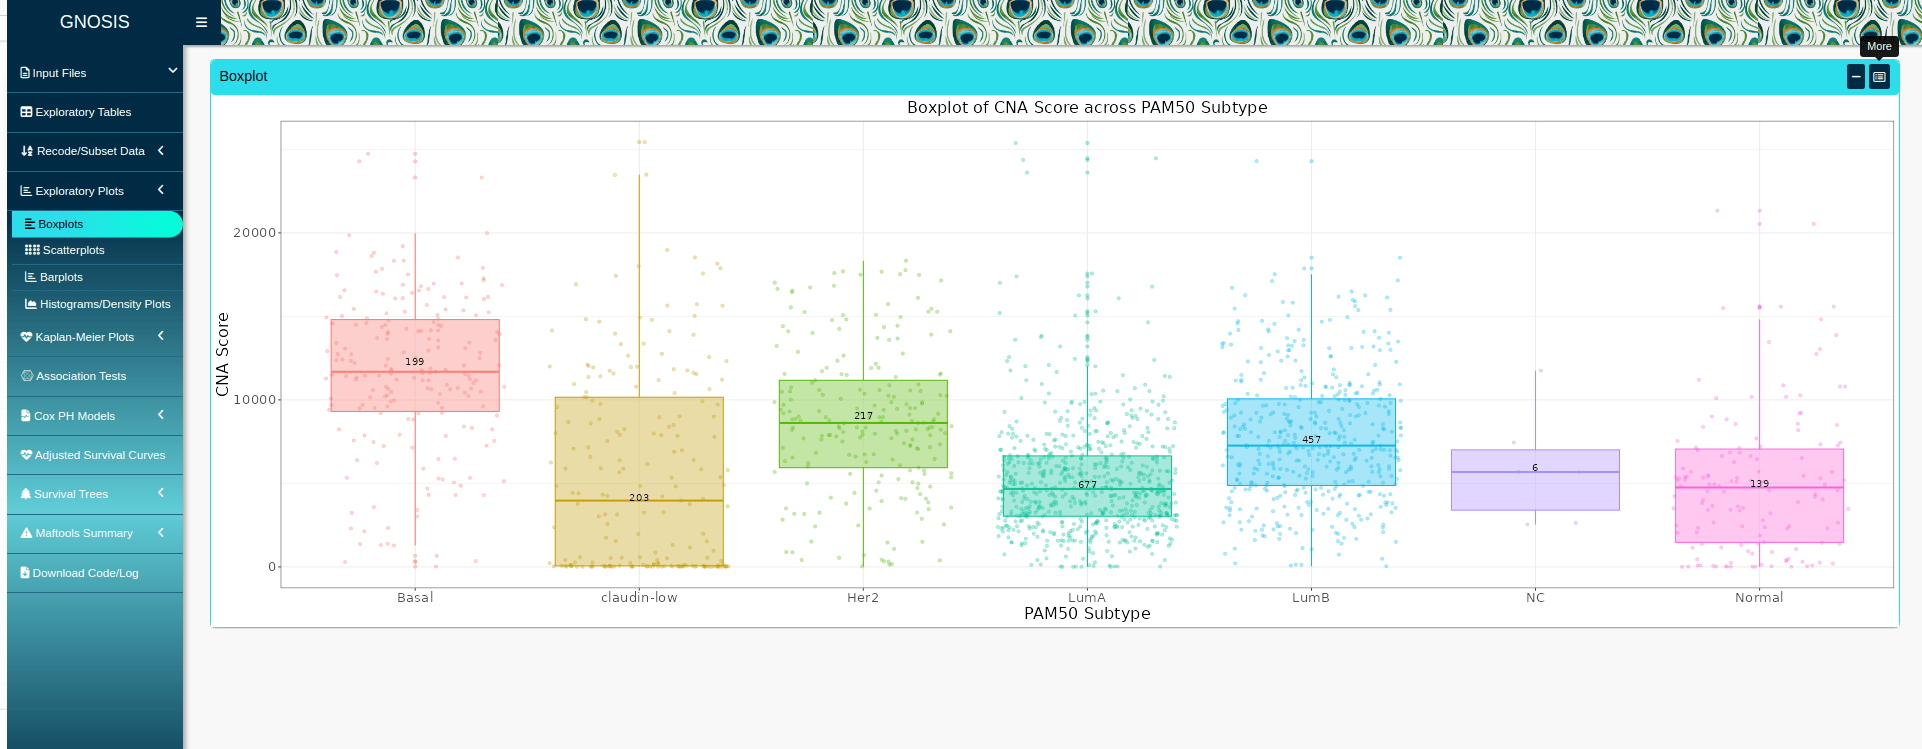 GNOSIS
More
Input Files
Exploratory Tables
Recode/Subset Data
Exploratory Plots
Boxplots
Scatterplots
Barplots
Histograms/Density Plots
Kaplan-Meier Plots
Association Tests
Cox PH Models
Adjusted Survival Curves
Survival Trees
Maftools Summary
Download Code/Log
Boxplot
Boxplot of CNA Score across PAM50 Subtype
CNA Score
20000
10000
0
199
203
217
677
457
6
139
Basal
claudin-low
Her2
LumA
LumB
NC
Normal
PAM50 Subtype